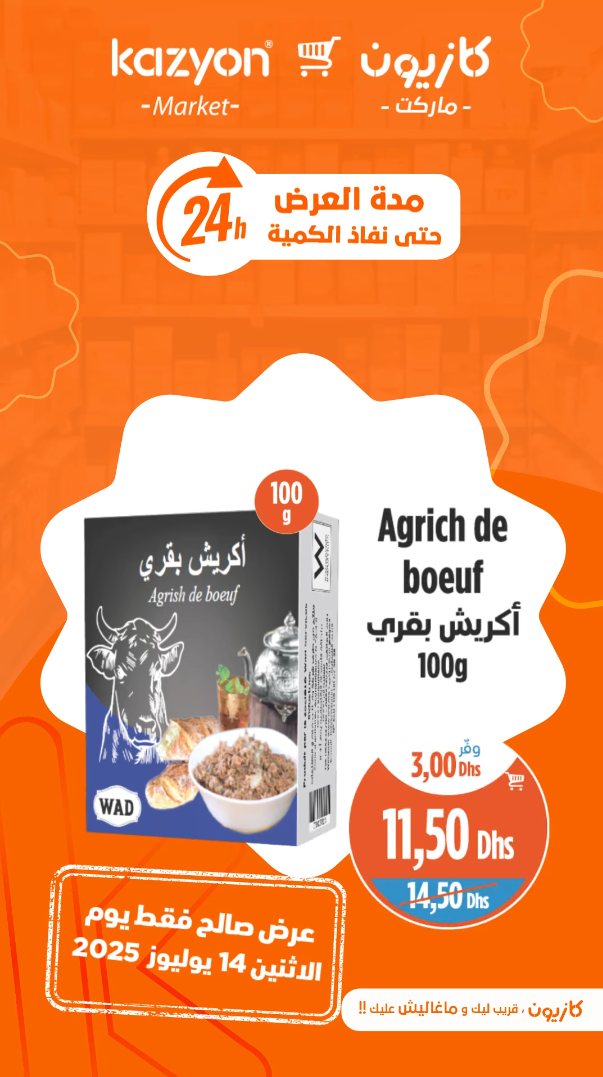 kazyon® كازيون
-Market- - ماركت -
24h
مدة العرض
حتى نفاذ الكمية
100
g
أكريش بقري
Agrish de boeuf
WAD
W
Agrich de
boeuf
أكريش بقري
100g
وفّر
3,00 Dhs
11,50 Dhs
14,50 Dhs
عرض صالح فقط يوم
الاثنين 14 يوليوز 2025
كازيون ، قريب ليك و ماغاليش عليك !!